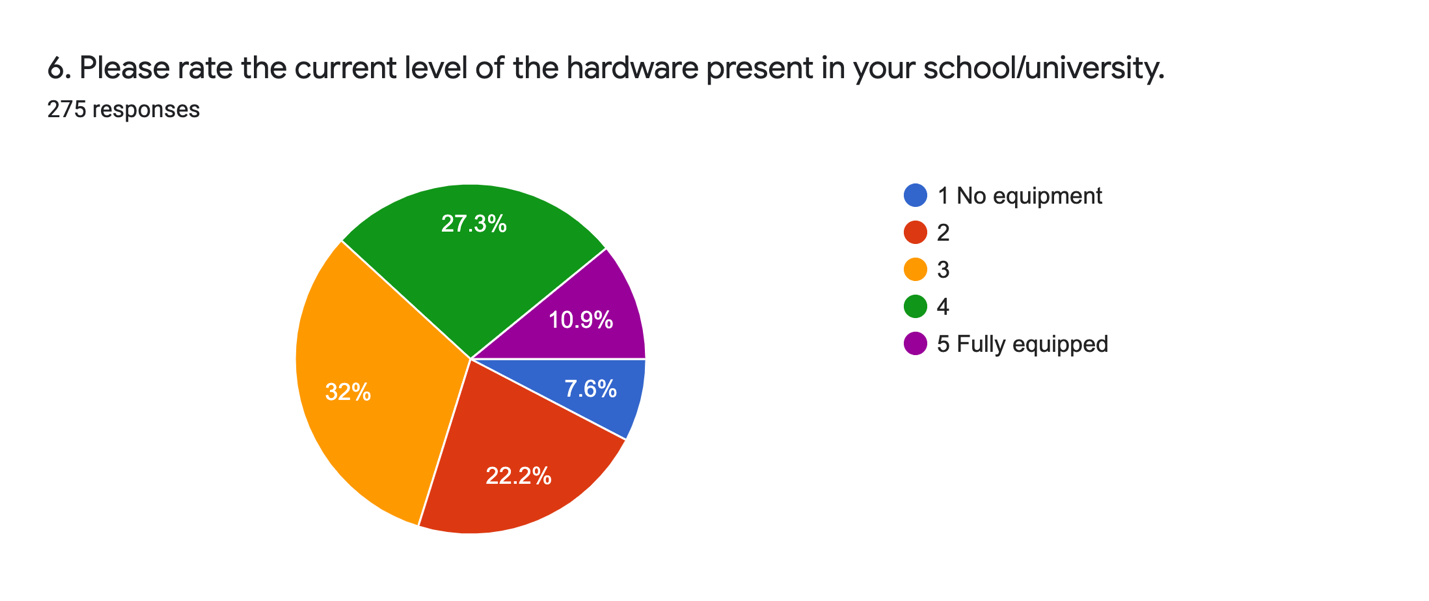 6. Please rate the current level of the hardware present in your school/university.
275 responses
27.3%
10.9%
7.6%
32%
22.2%
1 No equipment
2
3
4
5 Fully equipped